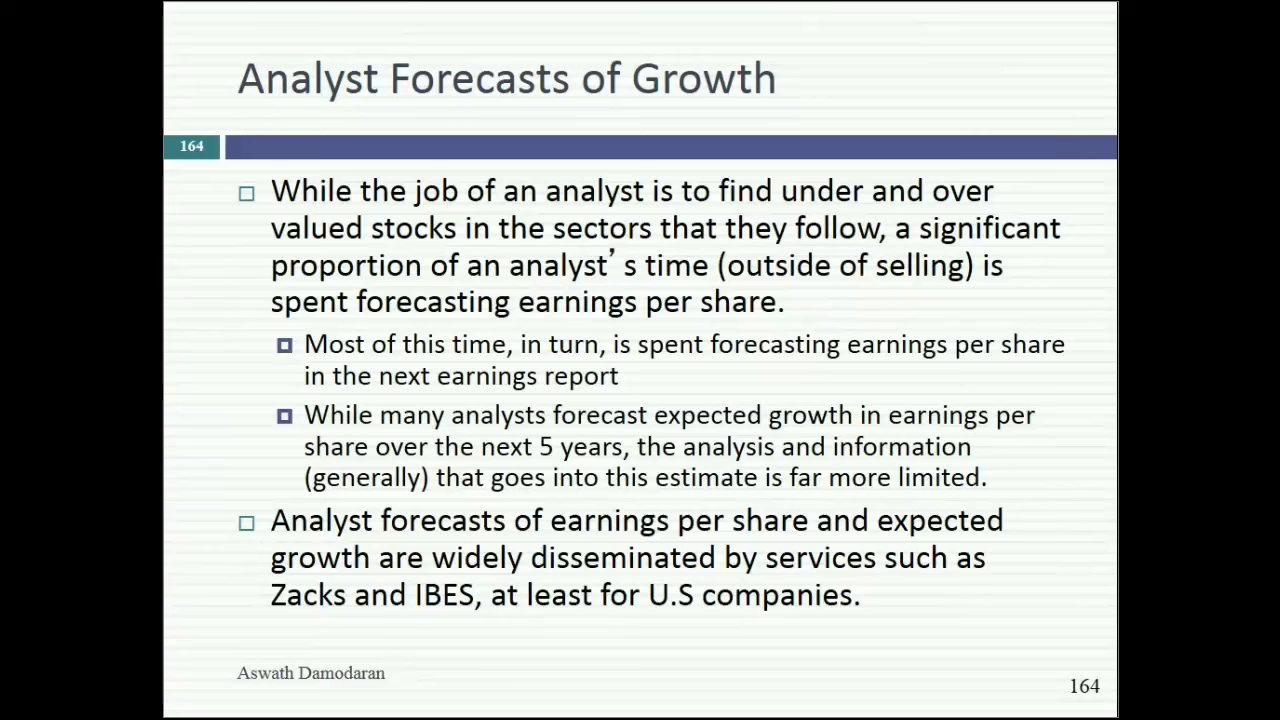 Analyst Forecasts of Growth
164
While the job of an analyst is to find under and over
valued stocks in the sectors that they follow, a significant
proportion of an analyst’ s time (outside of selling) is
spent forecasting earnings per share.
Most of this time, in turn, is spent forecasting earnings per share
in the next earnings report
While many analysts forecast expected growth in earnings per
share over the next 5 years, the analysis and information
(generally) that goes into this estimate is far more limited.
Analyst forecasts of earnings per share and expected
growth are widely disseminated by services such as
Zacks and IBES, at least for U.S companies.
Aswath Damodaran
164